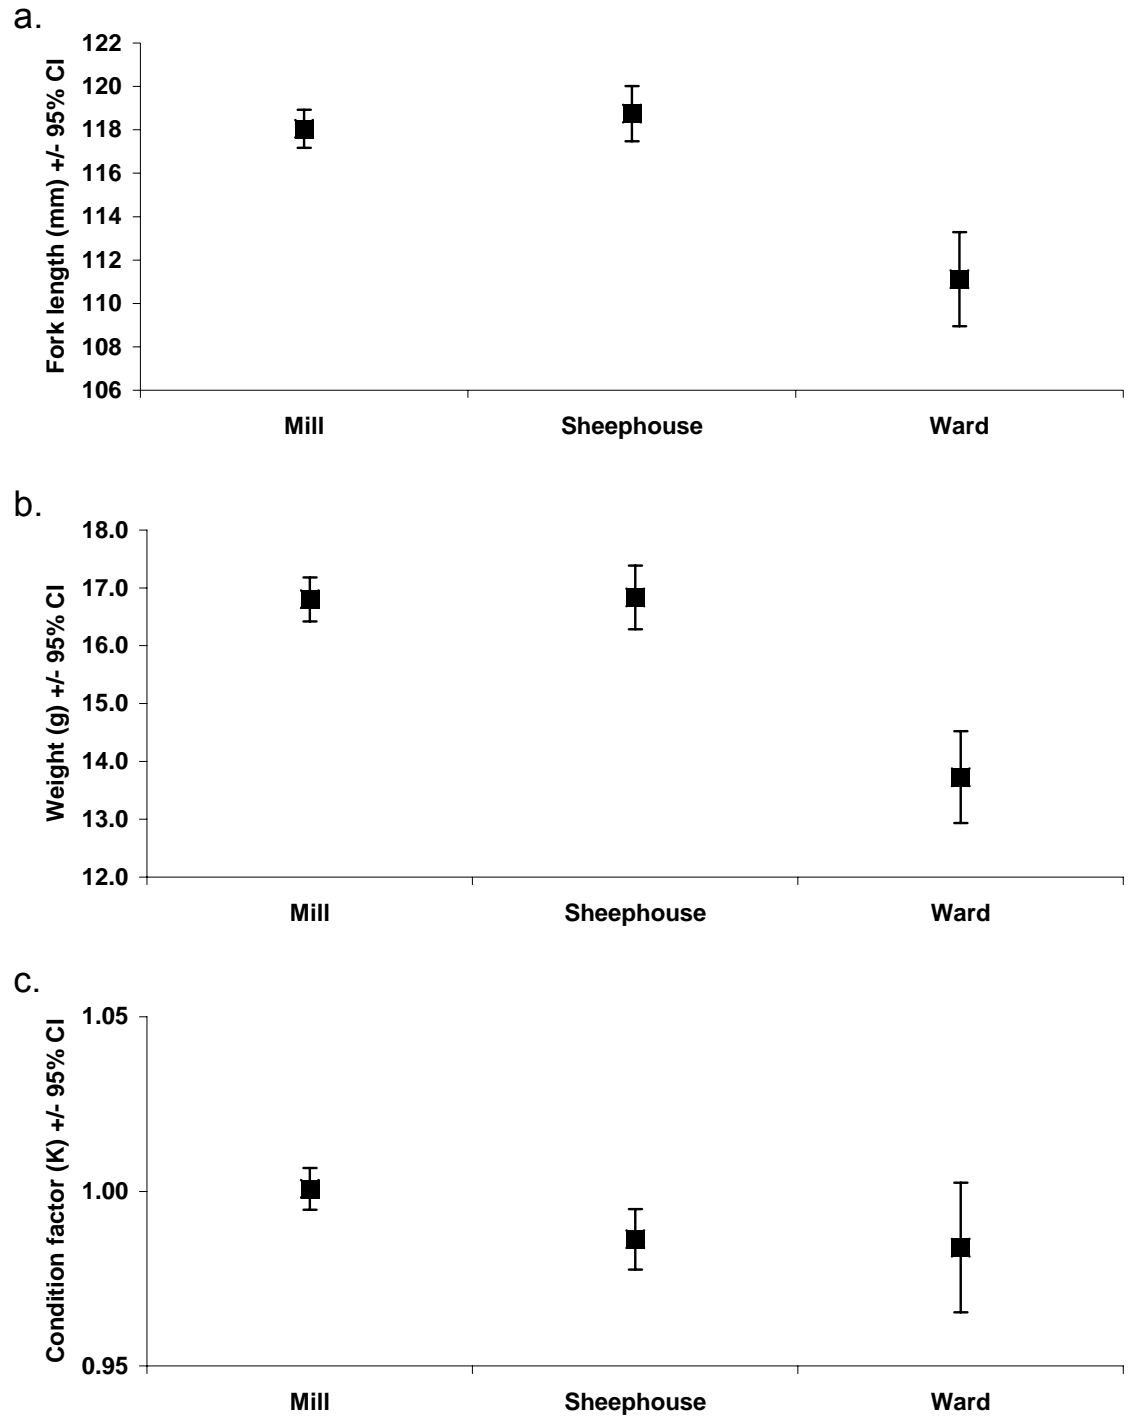 a.
Fork length (mm) +/- 95% CI
122
120
118
116
114
112
110
108
106
Mill Sheephouse Ward
b.
Weight (g) +/- 95% CI
18.0
17.0
16.0
15.0
14.0
13.0
12.0
Mill Sheephouse Ward
c.
Condition factor (K) +/- 95% CI
1.05
1.00
0.95
Mill Sheephouse Ward